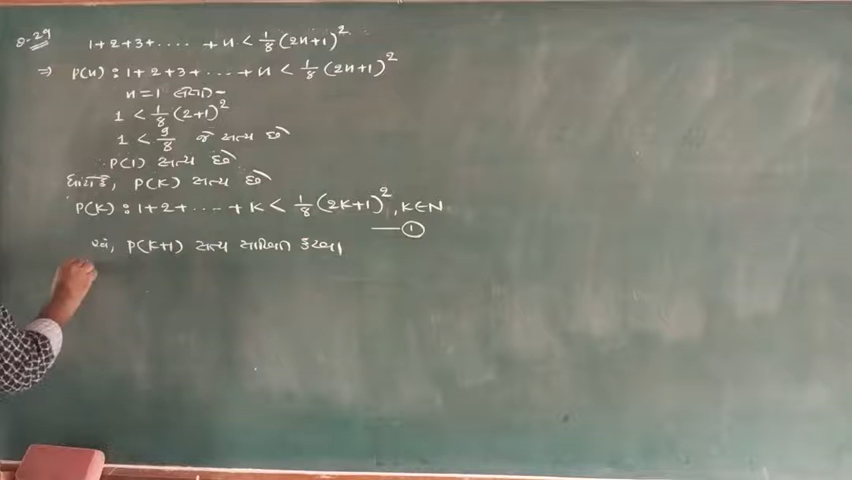 Q-29 1+2+3+.... +n < 1/8 (2n+1)²
⇒ P(n) : 1+2+3+...+n < 1/8 (2n+1)²
n=1 લેતા -
1 < 1/8 (2+1)²
1 < 9/8 જે સત્ય છે
P(1) સત્ય છે
ધારોકે, P(K) સત્ય છે
P(K) : 1+2+...+K < 1/8 (2K+1)², K∈N
—①
હવે, P(K+1) સત્ય સાબિત કરવા